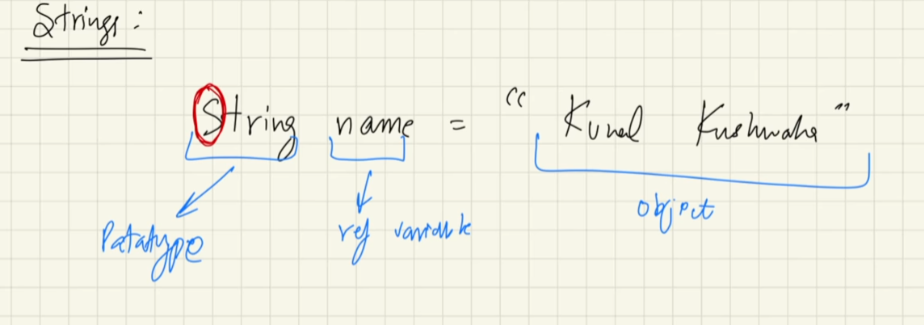 Strings :
String name = "Kunal Kushwaha"
Datatype ref variable object